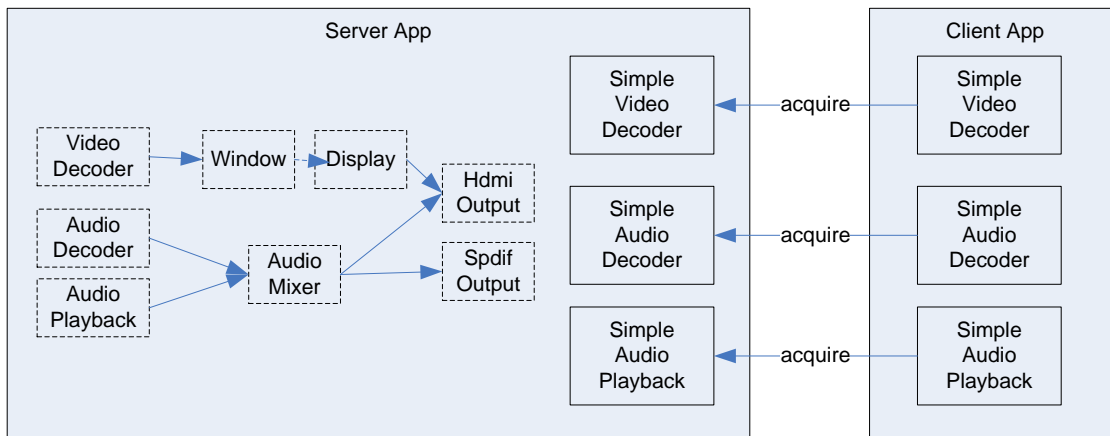 Server App
Video
Decoder
Window
Display
Hdmi
Output
Audio
Decoder
Audio
Playback
Audio
Mixer
Spdif
Output
Simple
Video
Decoder
Simple
Audio
Decoder
Simple
Audio
Playback
acquire
acquire
acquire
Client App
Simple
Video
Decoder
Simple
Audio
Decoder
Simple
Audio
Playback